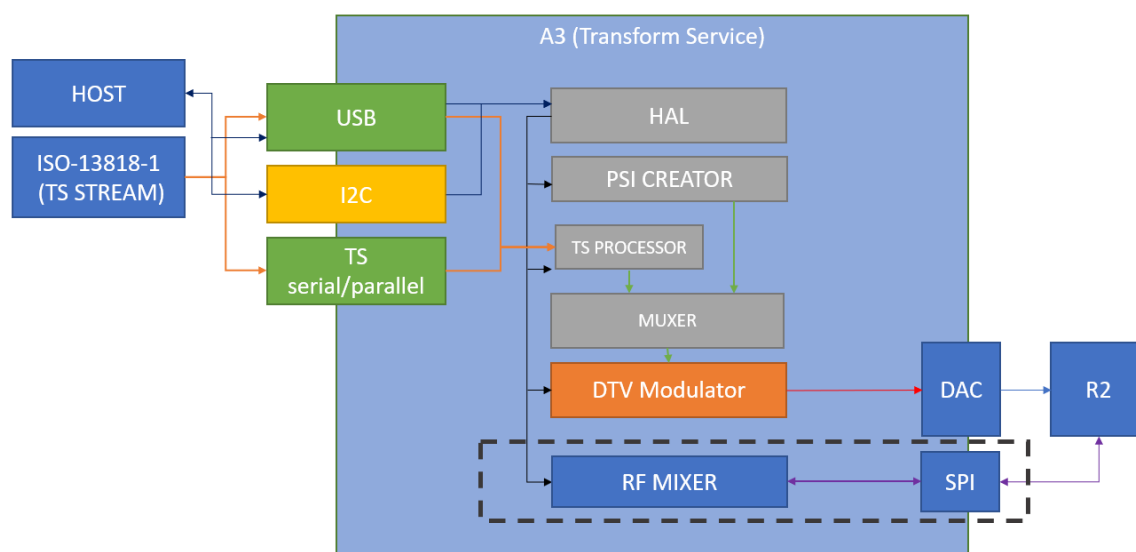 A3 (Transform Service)
HOST
ISO-13818-1
(TS STREAM)
USB
I2C
TS
serial/parallel
HAL
PSI CREATOR
TS PROCESSOR
MUXER
DTV Modulator
DAC
R2
RF MIXER
SPI